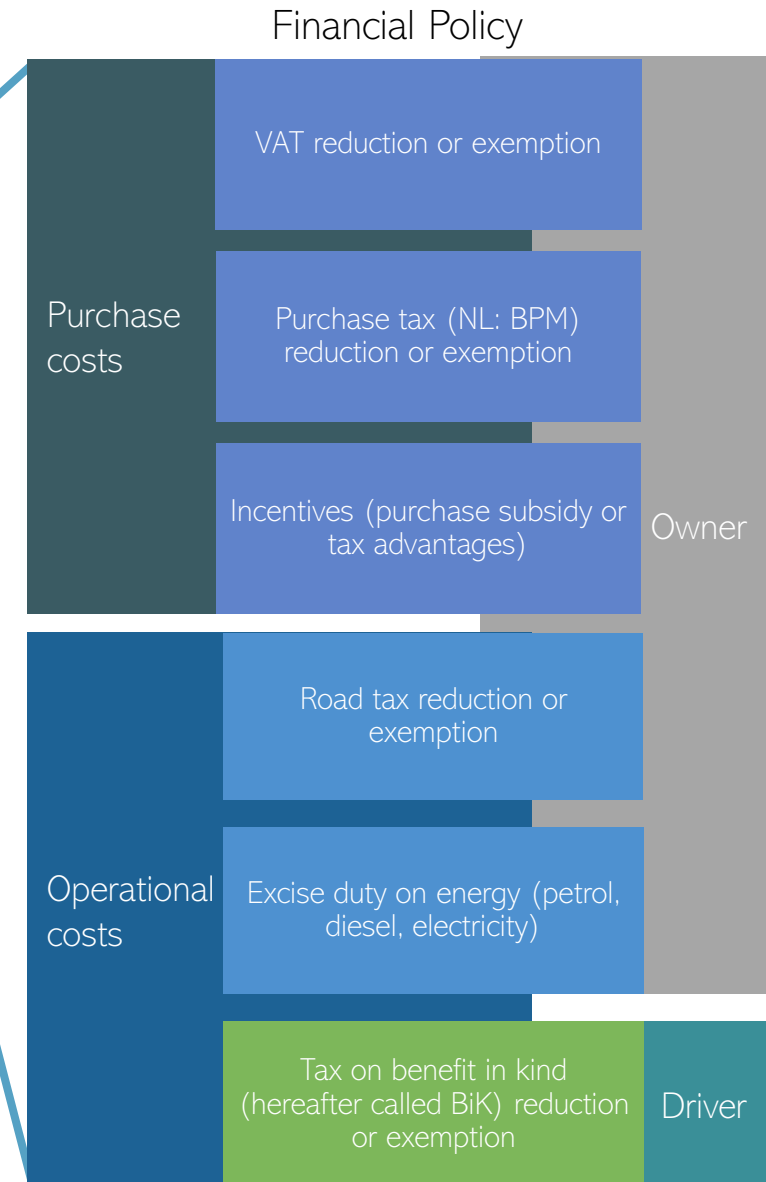 Financial Policy
Purchase
costs
VAT reduction or exemption
Purchase tax (NL: BPM)
reduction or exemption
Incentives (purchase subsidy or
tax advantages)
Owner
Operational
costs
Road tax reduction or
exemption
Excise duty on energy (petrol,
diesel, electricity)
Tax on benefit in kind
(hereafter called BiK) reduction
or exemption
Driver